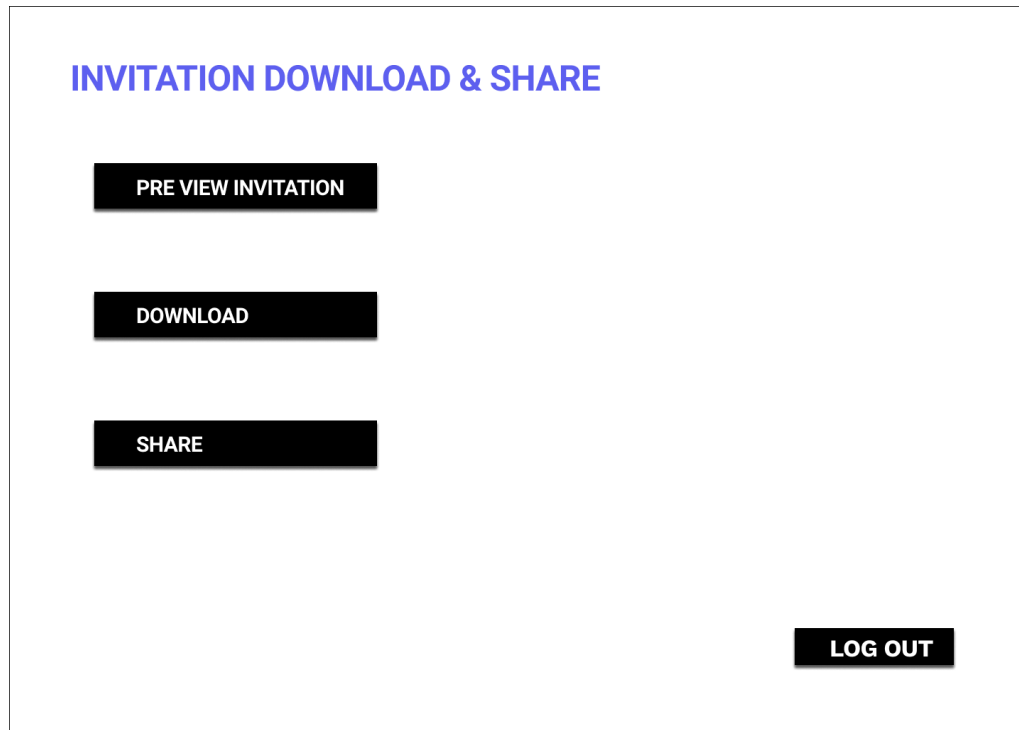 INVITATION DOWNLOAD & SHARE
PRE VIEW INVITATION
DOWNLOAD
SHARE
LOG OUT